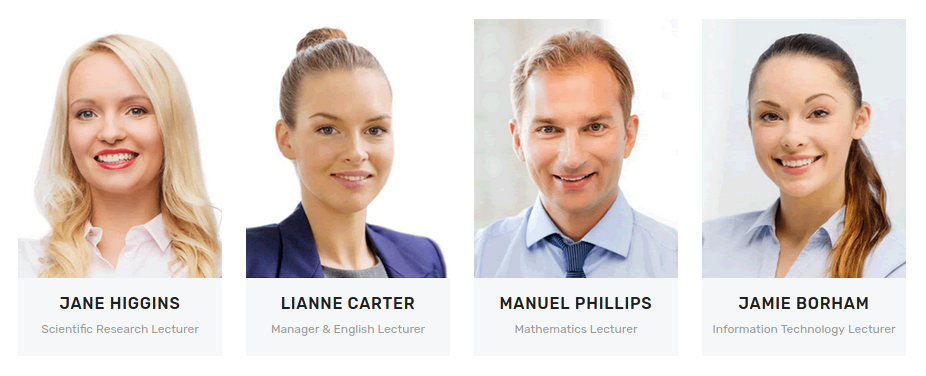 JANE HIGGINS
Scientific Research Lecturer
LIANNE CARTER
Manager & English Lecturer
MANUEL PHILLIPS
Mathematics Lecturer
JAMIE BORHAM
Information Technology Lecturer